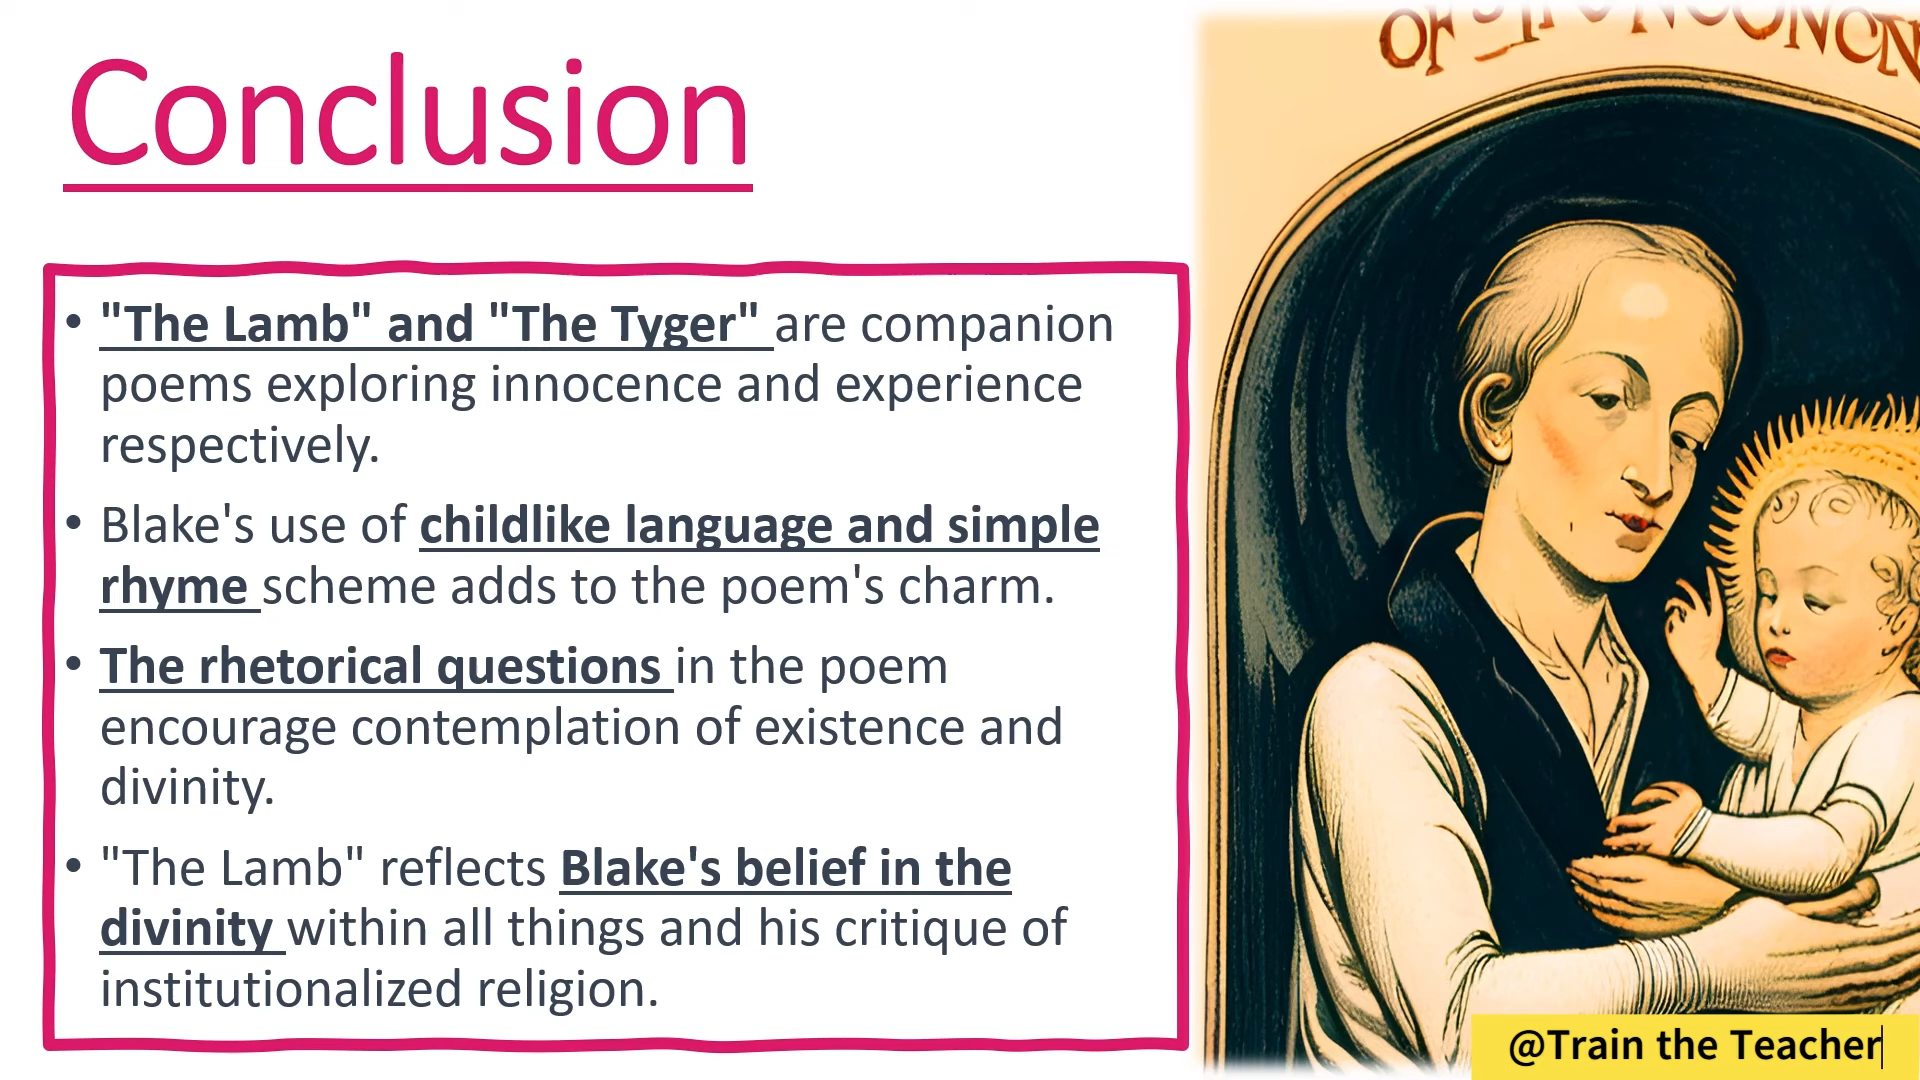 Conclusion
• "The Lamb" and "The Tyger" are companion
poems exploring innocence and experience
respectively.
• Blake's use of childlike language and simple
rhyme scheme adds to the poem's charm.
• The rhetorical questions in the poem
encourage contemplation of existence and
divinity.
• "The Lamb" reflects Blake's belief in the
divinity within all things and his critique of
institutionalized religion.
@Train the Teacher